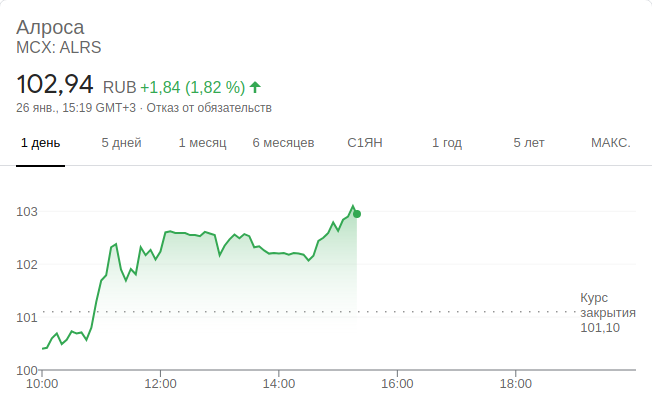 Алроса
MCX: ALRS
102,94 RUB +1,84 (1,82 %)
26 янв., 15:19 GMT+3 · Отказ от обязательств
1 день 5 дней 1 месяц 6 месяцев С1ЯН 1 год 5 лет МАКС.
103
102
101
100
Курс
закрытия
101,10
10:00 12:00 14:00 16:00 18:00